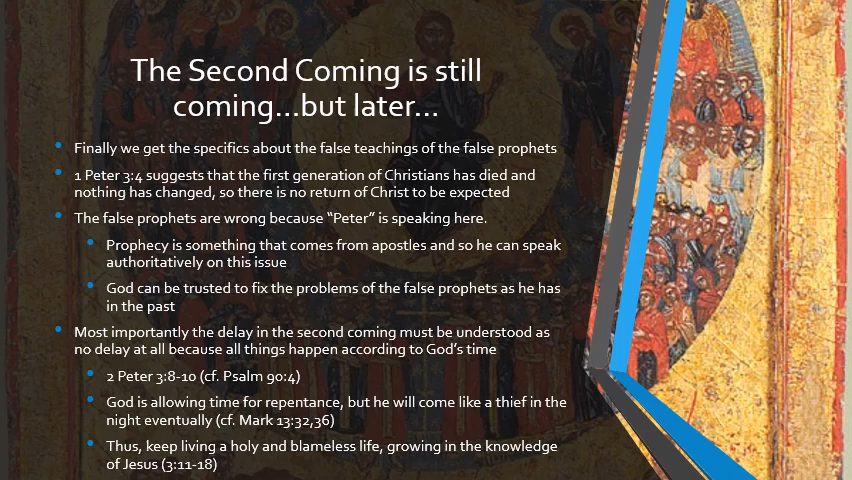 The Second Coming is still
coming...but later...
Finally we get the specifics about the false teachings of the false prophets
1 Peter 3:4 suggests that the first generation of Christians has died and
nothing has changed, so there is no return of Christ to be expected
The false prophets are wrong because “Peter” is speaking here.
Prophecy is something that comes from apostles and so he can speak
authoritatively on this issue
God can be trusted to fix the problems of the false prophets as he has
in the past
Most importantly the delay in the second coming must be understood as
no delay at all because all things happen according to God’s time
2 Peter 3:8-10 (cf. Psalm 90:4)
God is allowing time for repentance, but he will come like a thief in the
night eventually (cf. Mark 13:32,36)
Thus, keep living a holy and blameless life, growing in the knowledge
of Jesus (3:11-18)